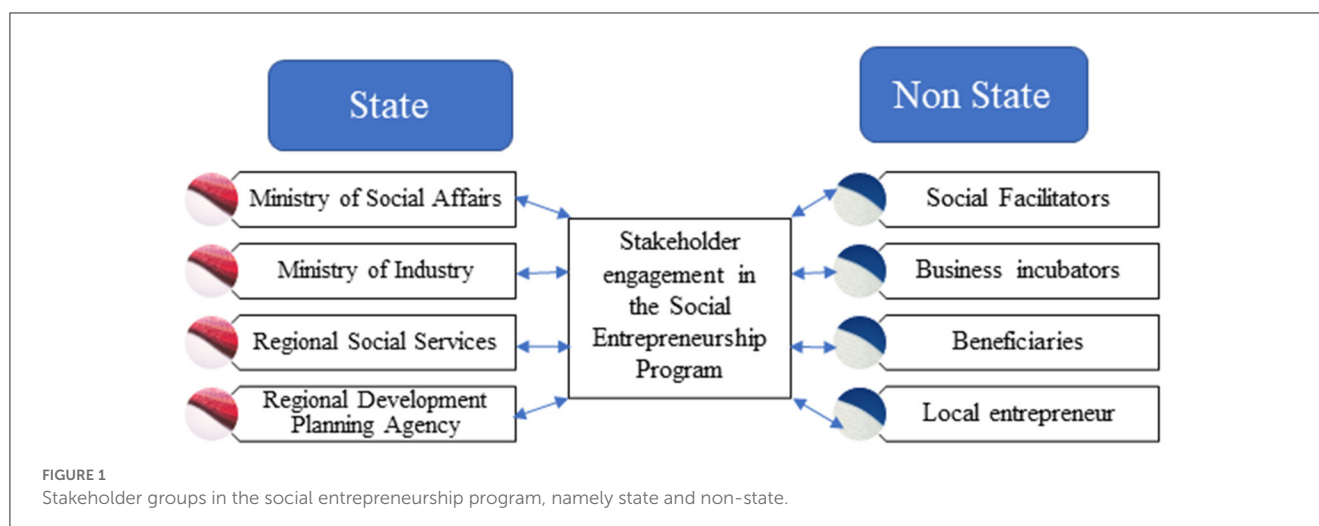 State
Non State
Ministry of Social Affairs
Ministry of Industry
Regional Social Services
Regional Development
Planning Agency
Stakeholder
engagement in
the Social
Entrepreneurship
Program
Social Facilitators
Business incubators
Beneficiaries
Local entrepreneur
FIGURE 1
Stakeholder groups in the social entrepreneurship program, namely state and non-state.